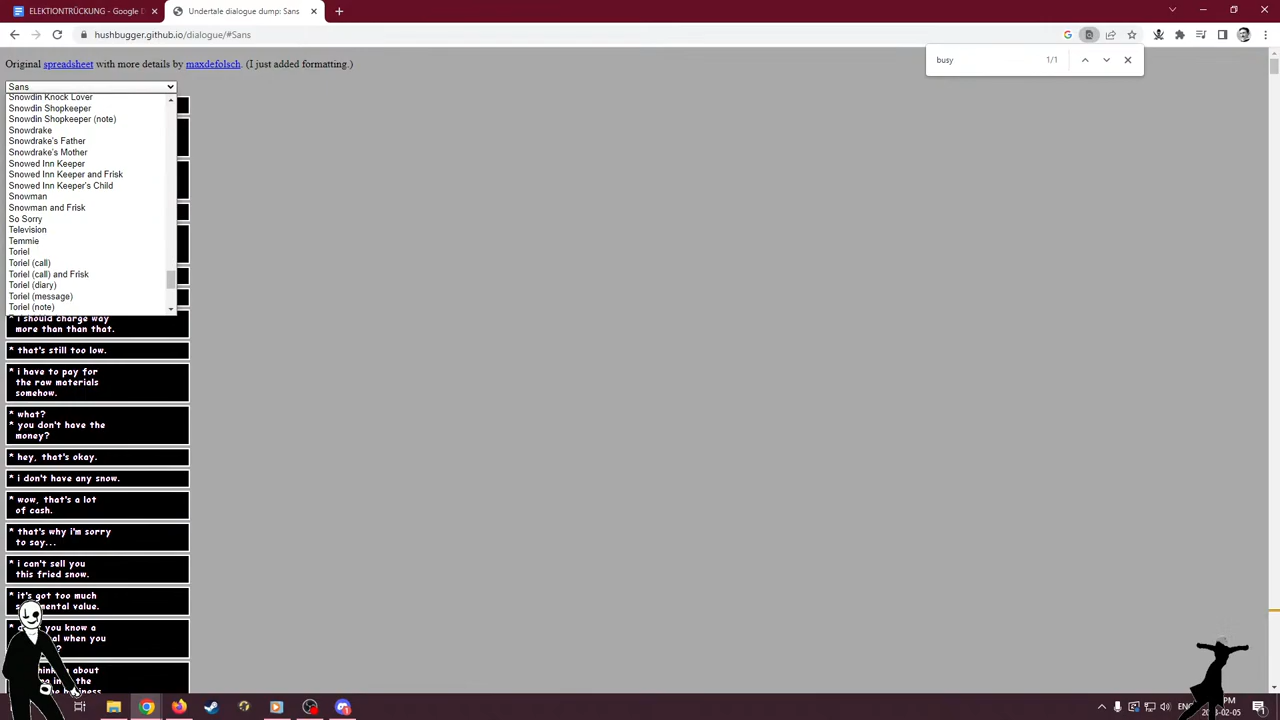 ELEKTIONTRÜCKUNG - Google D
Undertale dialogue dump: Sans
hushbugger.github.io/dialogue/#Sans
busy
1/1
Original spreadsheet with more details by maxdefolsch. (I just added formatting.)
Sans
Snowdin Knock Lover
Snowdin Shopkeeper
Snowdin Shopkeeper (note)
Snowdrake
Snowdrake's Father
Snowdrake's Mother
Snowed Inn Keeper
Snowed Inn Keeper and Frisk
Snowed Inn Keeper's Child
Snowman
Snowman and Frisk
So Sorry
Television
Temmie
Toriel
Toriel (call)
Toriel (call) and Frisk
Toriel (diary)
Toriel (message)
Toriel (note)
* i should charge way
more than than that.
* that's still too low.
* i have to pay for
the raw materials
somehow.
* what?
* you don't have the
money?
* hey, that's okay.
* i don't have any snow.
* wow, that's a lot
of cash.
* that's why i'm sorry
to say...
* i can't sell you
this fried snow.
* it's got too much
you know a
when you
about
the
ENG
PM
02-05